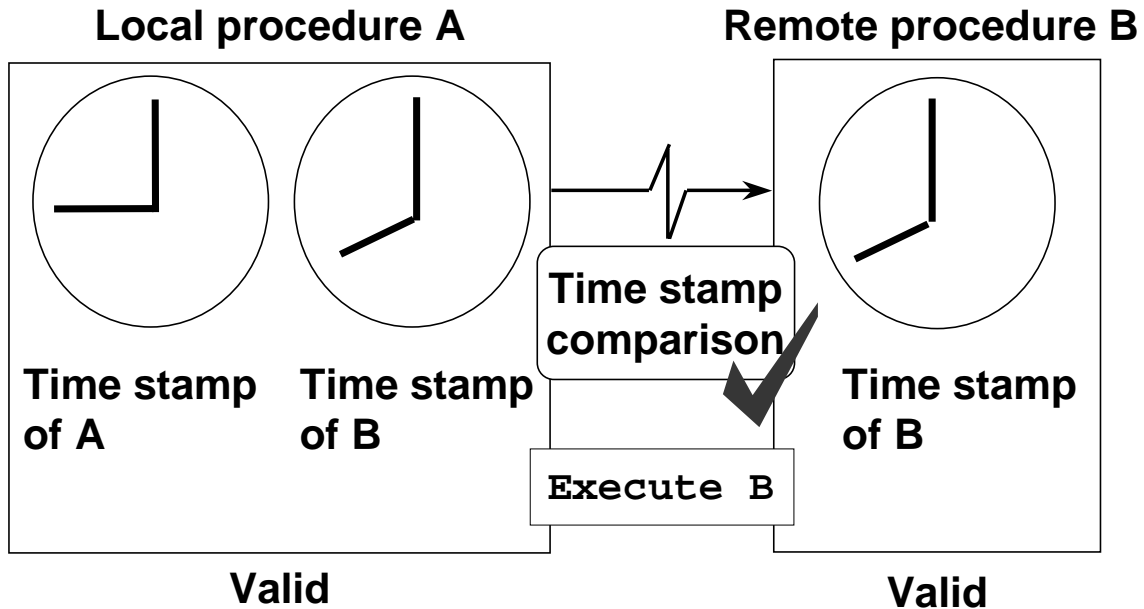 Local procedure A
Remote procedure B
Time stamp
of A
Time stamp
of B
Time stamp
comparison
Time stamp
of B
Execute B
Valid
Valid